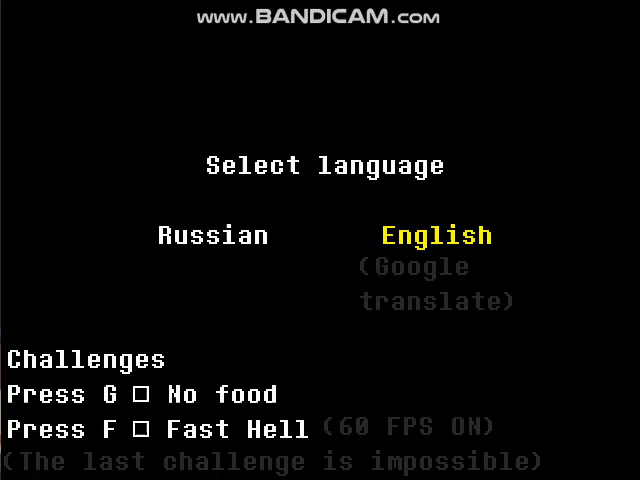 www.BANDICAM.com
Select language
Russian English
(Google
translate)
Challenges
Press G □ No food
Press F □ Fast Hell (60 FPS ON)
(The last challenge is impossible)